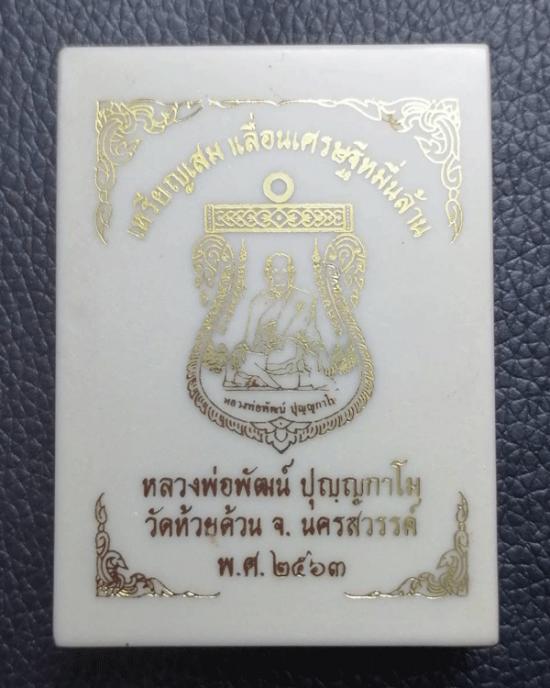 เหรียญเสมา เลื่อนเศรษฐีหมื่นล้าน
หลวงพ่อพัฒน์ ปุญฺญกาโม
หลวงพ่อพัฒน์ ปุญฺญกาโม
วัดห้วยด้วน จ. นครสวรรค์
พ.ศ. ๒๕๖๓